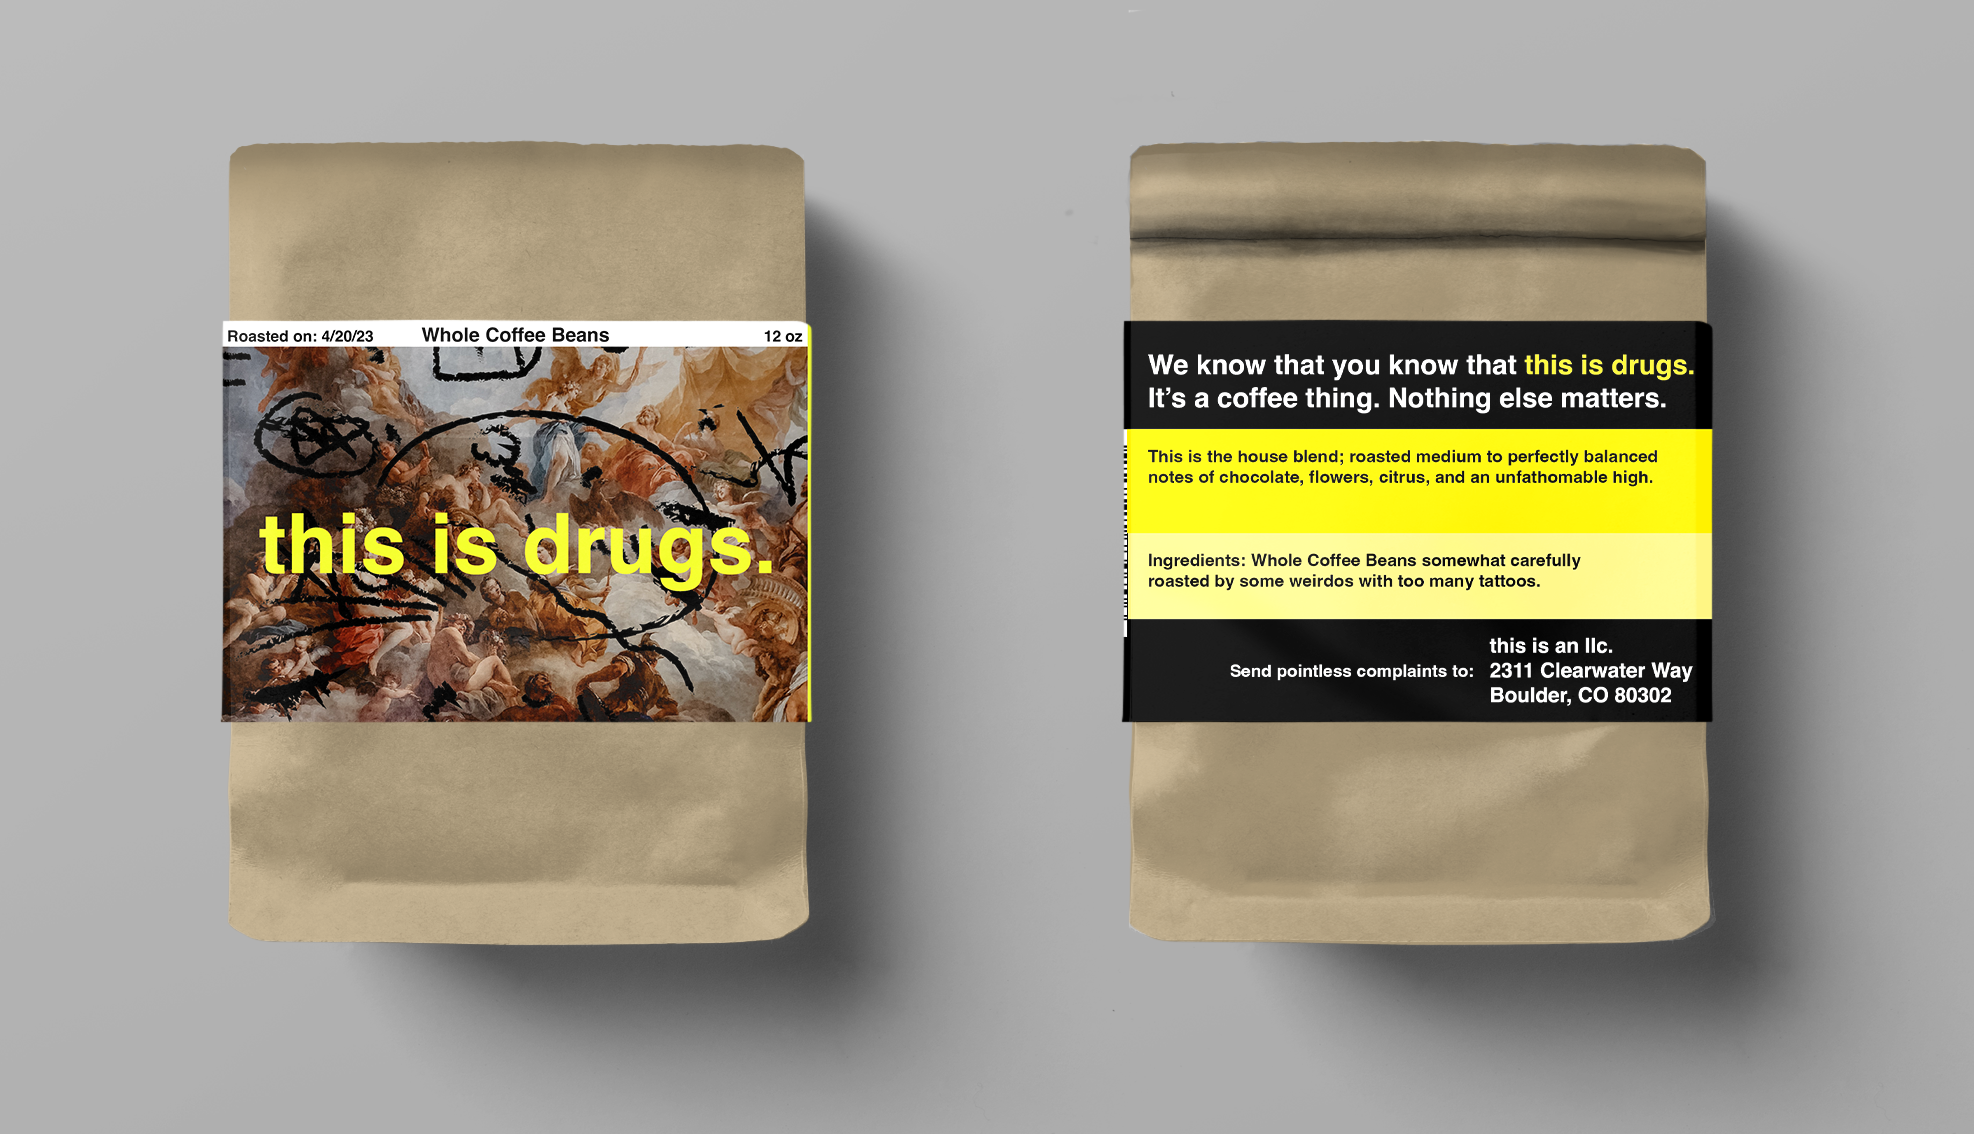 Roasted on: 4/20/23 Whole Coffee Beans 12 oz
this is drugs.
We know that you know that this is drugs.
It’s a coffee thing. Nothing else matters.
This is the house blend; roasted medium to perfectly balanced
notes of chocolate, flowers, citrus, and an unfathomable high.
Ingredients: Whole Coffee Beans somewhat carefully
roasted by some weirdos with too many tattoos.
Send pointless complaints to:
this is an llc.
2311 Clearwater Way
Boulder, CO 80302